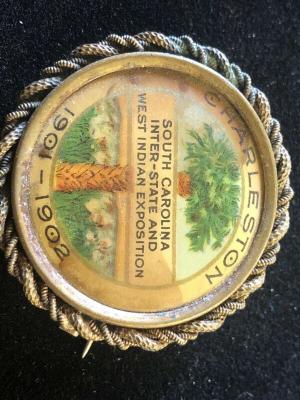 CHARLESTON
SOUTH CAROLINA
INTER-STATE AND
WEST INDIAN EXPOSITION
1901-1902